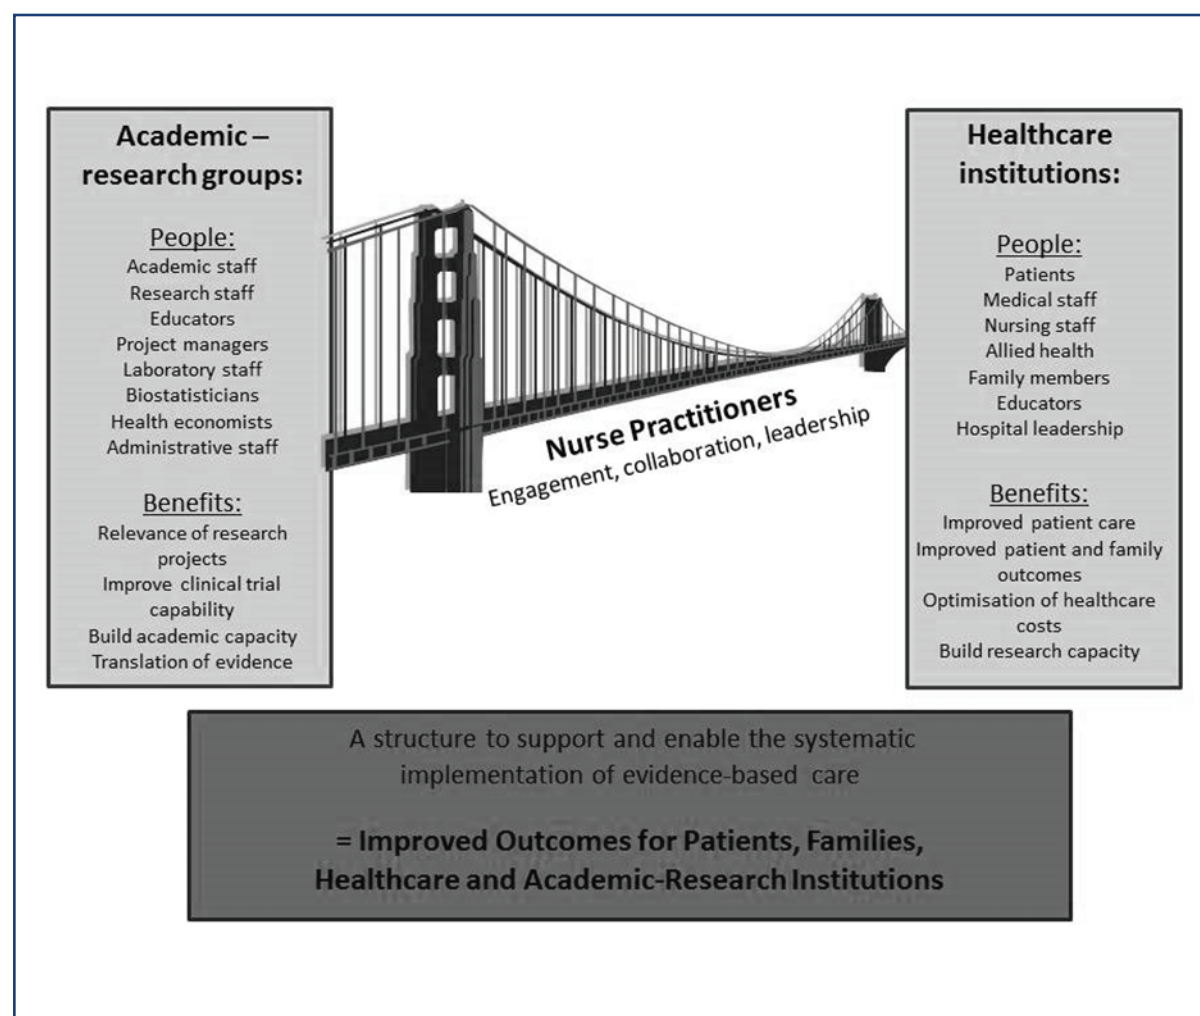 Academic –
research groups:
People:
Academic staff
Research staff
Educators
Project managers
Laboratory staff
Biostatisticians
Health economists
Administrative staff
Benefits:
Relevance of research
projects
Improve clinical trial
capability
Build academic capacity
Translation of evidence
Nurse Practitioners
Engagement, collaboration, leadership
Healthcare
institutions:
People:
Patients
Medical staff
Nursing staff
Allied health
Family members
Educators
Hospital leadership
Benefits:
Improved patient care
Improved patient and family
outcomes
Optimisation of healthcare
costs
Build research capacity
A structure to support and enable the systematic
implementation of evidence-based care
= Improved Outcomes for Patients, Families,
Healthcare and Academic-Research Institutions